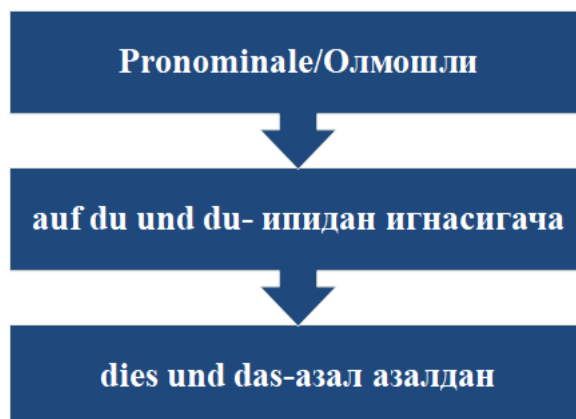 Pronominale/Олмошли
auf du und du- ипидан игнасигача
dies und das-азал азалдан